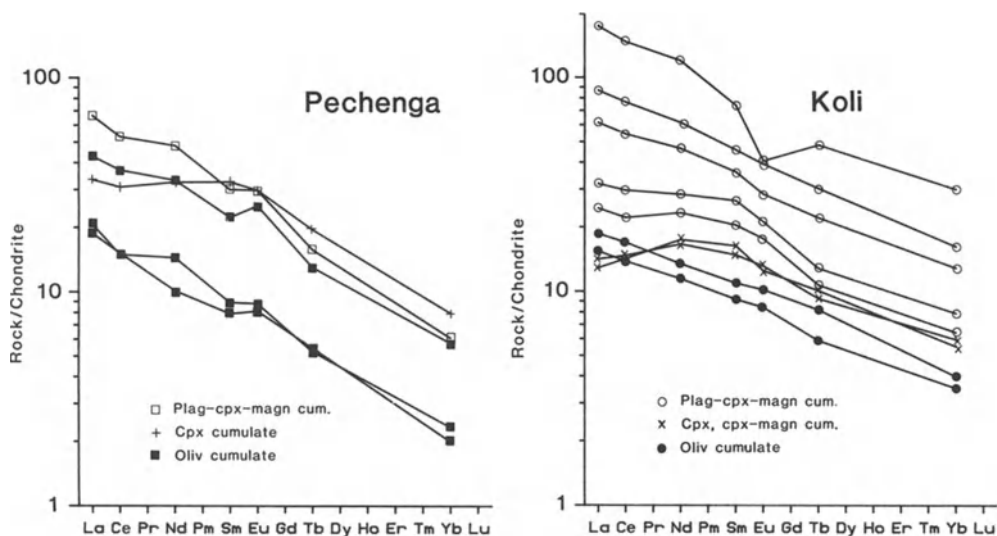 Pechenga
Rock/Chondrite
100
10
1
Plag-cpx-magn cum.
Cpx cumulate
Oliv cumulate
La Ce Pr Nd Pm Sm Eu Gd Tb Dy Ho Er Tm Yb Lu
Koli
Rock/Chondrite
100
10
1
Plag-cpx-magn cum.
Cpx, cpx-magn cum.
Oliv cumulate
La Ce Pr Nd Pm Sm Eu Gd Tb Dy Ho Er Tm Yb Lu